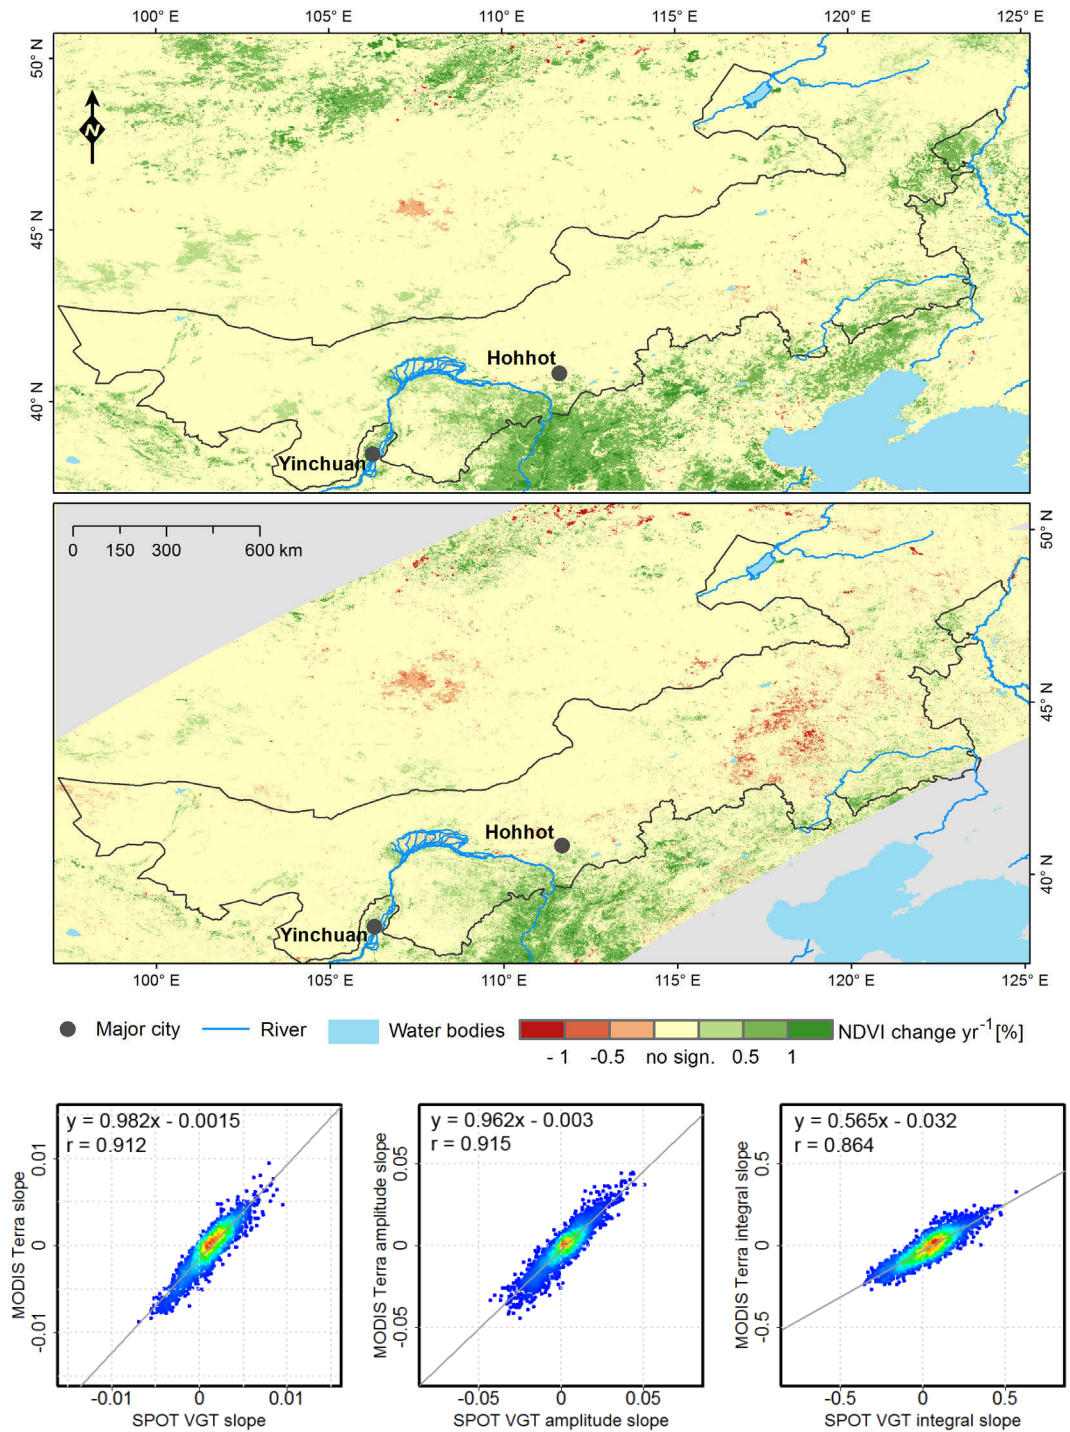 100° E 105° E 110° E 115° E 120° E 125° E
50° N
N
45° N
40° N
Hohhot
Yinchuan
0 150 300 600 km
50° N
45° N
40° N
Hohhot
Yinchuan
100° E 105° E 110° E 115° E 120° E 125° E
Major city River Water bodies NDVI change yr-1 [%]
- 1 -0.5 no sign. 0.5 1
y = 0.982x - 0.0015
r = 0.912
MODIS Terra slope
0.01
0
-0.01
-0.01 0 0.01
SPOT VGT slope
y = 0.962x - 0.003
r = 0.915
MODIS Terra amplitude slope
0.05
0
-0.05
-0.05 0 0.05
SPOT VGT amplitude slope
y = 0.565x - 0.032
r = 0.864
MODIS Terra integral slope
0.5
0
-0.5
-0.5 0 0.5
SPOT VGT integral slope